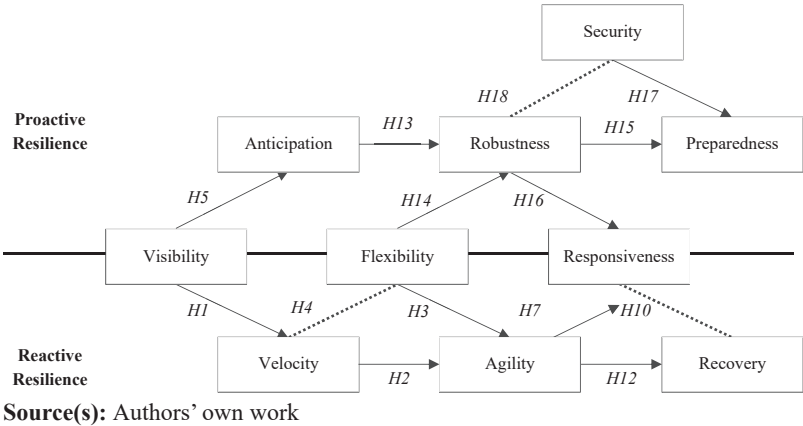 Security
H18
H17
Proactive
Resilience
Anticipation
H13
Robustness
H15
Preparedness
H5
H14
H16
Visibility
Flexibility
Responsiveness
H1
H4
H3
H7
H10
Reactive
Resilience
Velocity
H2
Agility
H12
Recovery
Source(s): Authors' own work